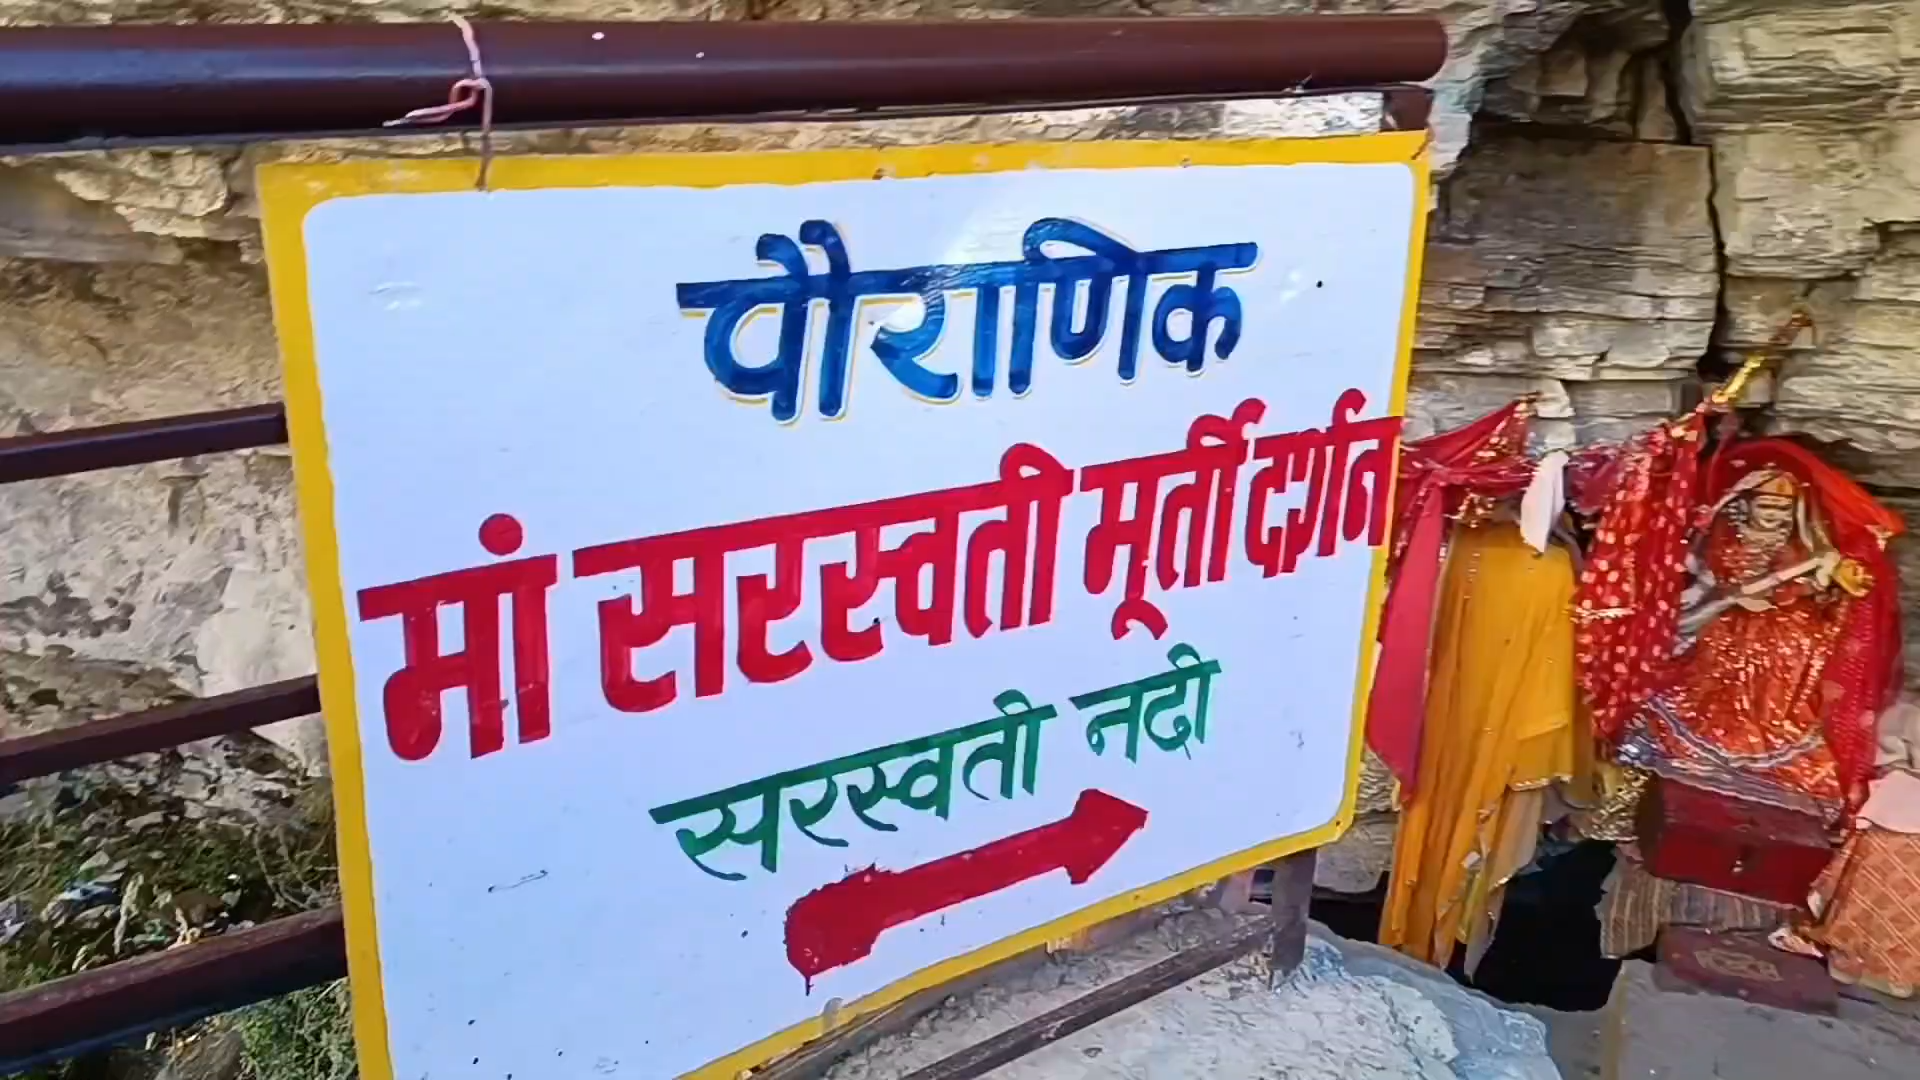 पौराणिक
मां सरस्वती मूर्ती दर्शन
सरस्वती नदी